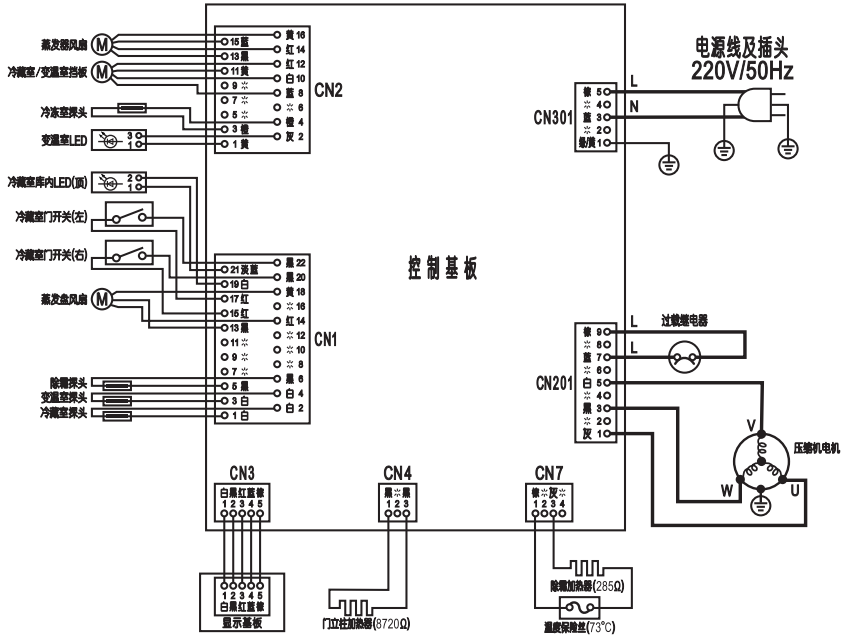 蒸发器风扇
M
冷藏室/变温室挡板
M
冷冻室探头
变温室LED
3
1
冷藏室库内LED(顶)
2
1
冷藏室门开关(左)
冷藏室门开关(右)
蒸发盘风扇
M
除霜探头
变温室探头
冷藏室探头
黄 16
15 蓝
红 14
13 黑
红 12
11 黄
白 10
9
蓝 8
7
6
5
橙 4
3 橙
灰 2
1 黄
CN2
黑 22
21 淡蓝
黑 20
19 白
黄 18
17 红
16
15 红
红 14
13 黑
12
11
10
9
8
7
黑 6
5 黑
白 4
3 白
白 2
1 白
CN1
控制基板
电源线及插头
220V/50Hz
CN301
棕 5
4
蓝 3
2
绿/黄 1
L
N
CN201
棕 9
8
蓝 7
6
白 5
4
黑 3
2
灰 1
L
L
过载继电器
V
W
U
压缩机电机
CN3
白黑红蓝棕
1 2 3 4 5
1 2 3 4 5
白黑红蓝棕
显示基板
CN4
黑 黑
1 2 3
门立柱加热器(8720Ω)
CN7
棕 灰
1 2 3 4
除霜加热器(285Ω)
温度保险丝(73℃)